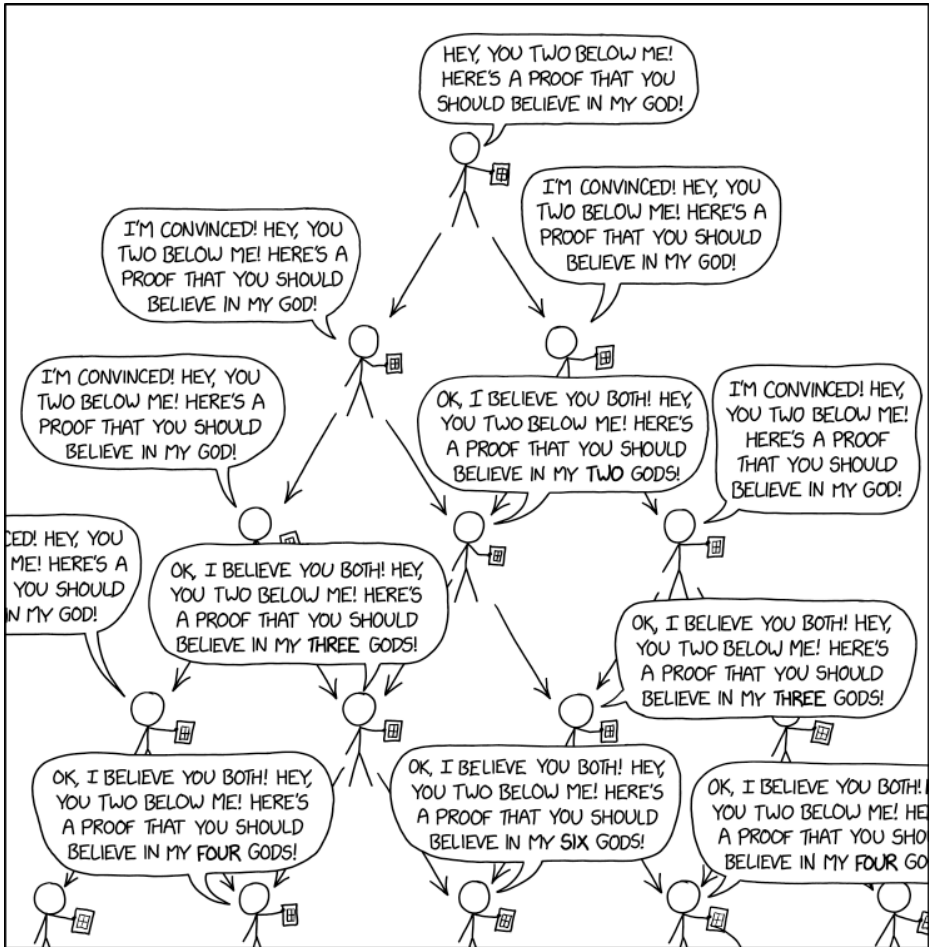 HEY, YOU TWO BELOW ME!
HERE'S A PROOF THAT YOU
SHOULD BELIEVE IN MY GOD!
I'M CONVINCED! HEY, YOU
TWO BELOW ME! HERE'S A
PROOF THAT YOU SHOULD
BELIEVE IN MY GOD!
I'M CONVINCED! HEY, YOU
TWO BELOW ME! HERE'S A
PROOF THAT YOU SHOULD
BELIEVE IN MY GOD!
I'M CONVINCED! HEY, YOU
TWO BELOW ME! HERE'S A
PROOF THAT YOU SHOULD
BELIEVE IN MY GOD!
OK, I BELIEVE YOU BOTH! HEY,
YOU TWO BELOW ME! HERE'S
A PROOF THAT YOU SHOULD
BELIEVE IN MY TWO GODS!
I'M CONVINCED! HEY,
YOU TWO BELOW ME!
HERE'S A PROOF
THAT YOU SHOULD
BELIEVE IN MY GOD!
CED! HEY, YOU
ME! HERE'S A
YOU SHOULD
IN MY GOD!
OK, I BELIEVE YOU BOTH! HEY,
YOU TWO BELOW ME! HERE'S
A PROOF THAT YOU SHOULD
BELIEVE IN MY THREE GODS!
OK, I BELIEVE YOU BOTH! HEY,
YOU TWO BELOW ME! HERE'S
A PROOF THAT YOU SHOULD
BELIEVE IN MY THREE GODS!
OK, I BELIEVE YOU BOTH! HEY,
YOU TWO BELOW ME! HERE'S
A PROOF THAT YOU SHOULD
BELIEVE IN MY FOUR GODS!
OK, I BELIEVE YOU BOTH! HEY,
YOU TWO BELOW ME! HERE'S
A PROOF THAT YOU SHOULD
BELIEVE IN MY SIX GODS!
OK, I BELIEVE YOU BOTH!
YOU TWO BELOW ME! HE
A PROOF THAT YOU SHO
BELIEVE IN MY FOUR GO